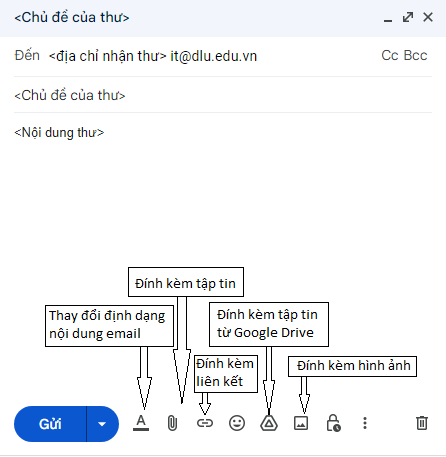 <Chủ để của thư>
Đến <địa chỉ nhận thư> it@dlu.edu.vn Cc Bcc
<Chủ để của thư>
<Nội dung thư>
Đính kèm tập tin
Thay đổi định dạng
nội dung email
Đính kèm tập tin
từ Google Drive
Đính kèm
liên kết
Đính kèm hình ảnh
Gửi